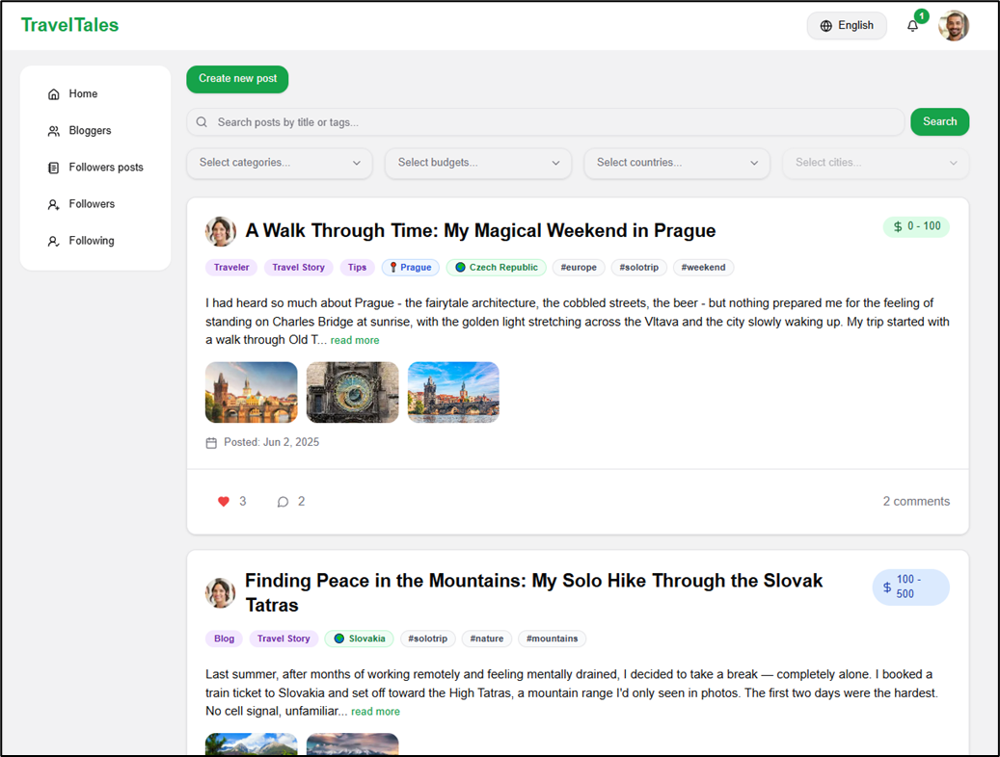 TravelTales
English
1
Home
Bloggers
Followers posts
Followers
Following
Create new post
Search posts by title or tags...
Search
Select categories...
Select budgets...
Select countries...
Select cities...
A Walk Through Time: My Magical Weekend in Prague
$ 0 - 100
Traveler
Travel Story
Tips
📍 Prague
🌍 Czech Republic
#europe
#solotrip
#weekend
I had heard so much about Prague - the fairytale architecture, the cobbled streets, the beer - but nothing prepared me for the feeling of
standing on Charles Bridge at sunrise, with the golden light stretching across the Vltava and the city slowly waking up. My trip started with
a walk through Old T... read more
Posted: Jun 2, 2025
3
2
2 comments
Finding Peace in the Mountains: My Solo Hike Through the Slovak
Tatras
$ 100 -
500
Blog
Travel Story
🌍 Slovakia
#solotrip
#nature
#mountains
Last summer, after months of working remotely and feeling mentally drained, I decided to take a break — completely alone. I booked a
train ticket to Slovakia and set off toward the High Tatras, a mountain range I'd only seen in photos. The first two days were the hardest.
No cell signal, unfamiliar... read more